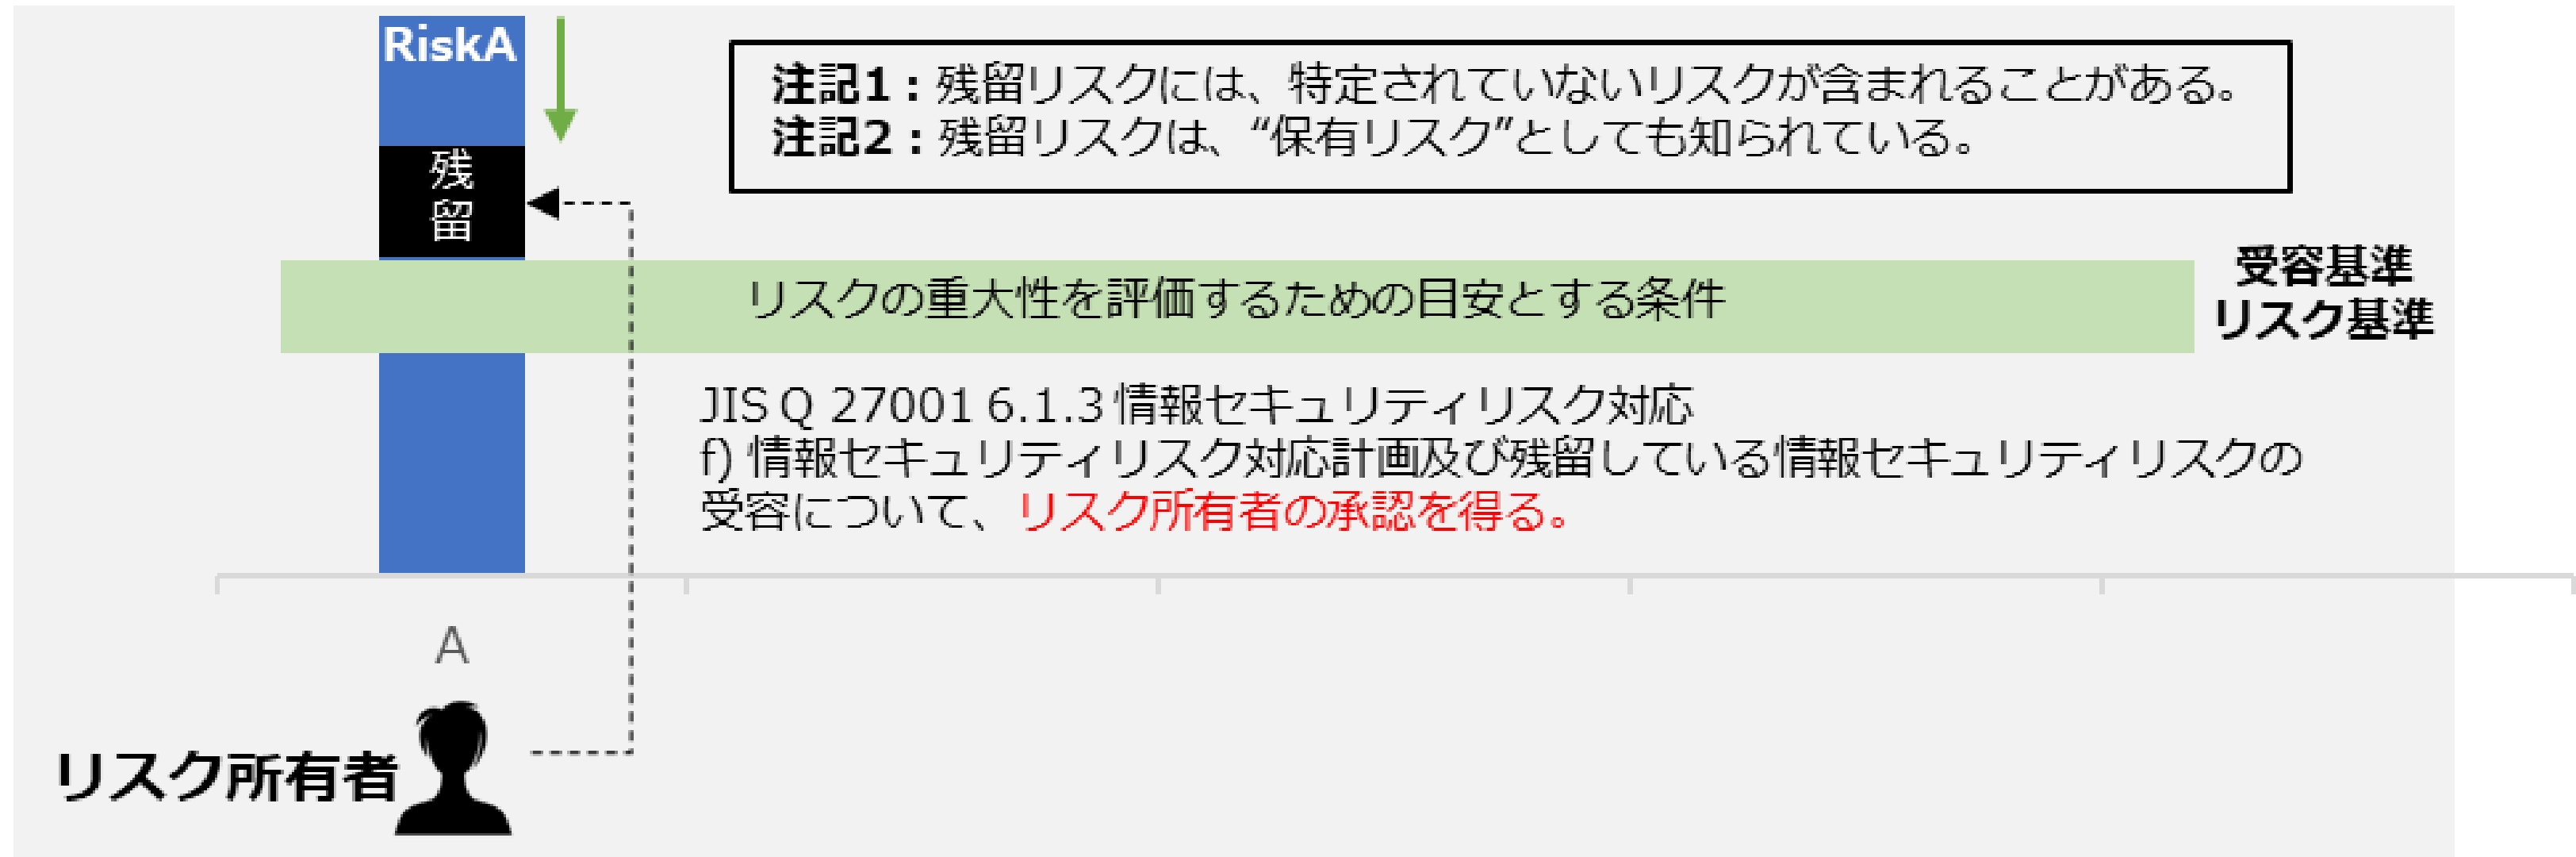 RiskA
注記1：残留リスクには、特定されていないリスクが含まれることがある。
注記2：残留リスクは、“保有リスク”としても知られている。
残
留
受容基準
リスク基準
リスクの重大性を評価するための目安とする条件
JIS Q 27001 6.1.3 情報セキュリティリスク対応
f) 情報セキュリティリスク対応計画及び残留している情報セキュリティリスクの
受容について、リスク所有者の承認を得る。
A
リスク所有者